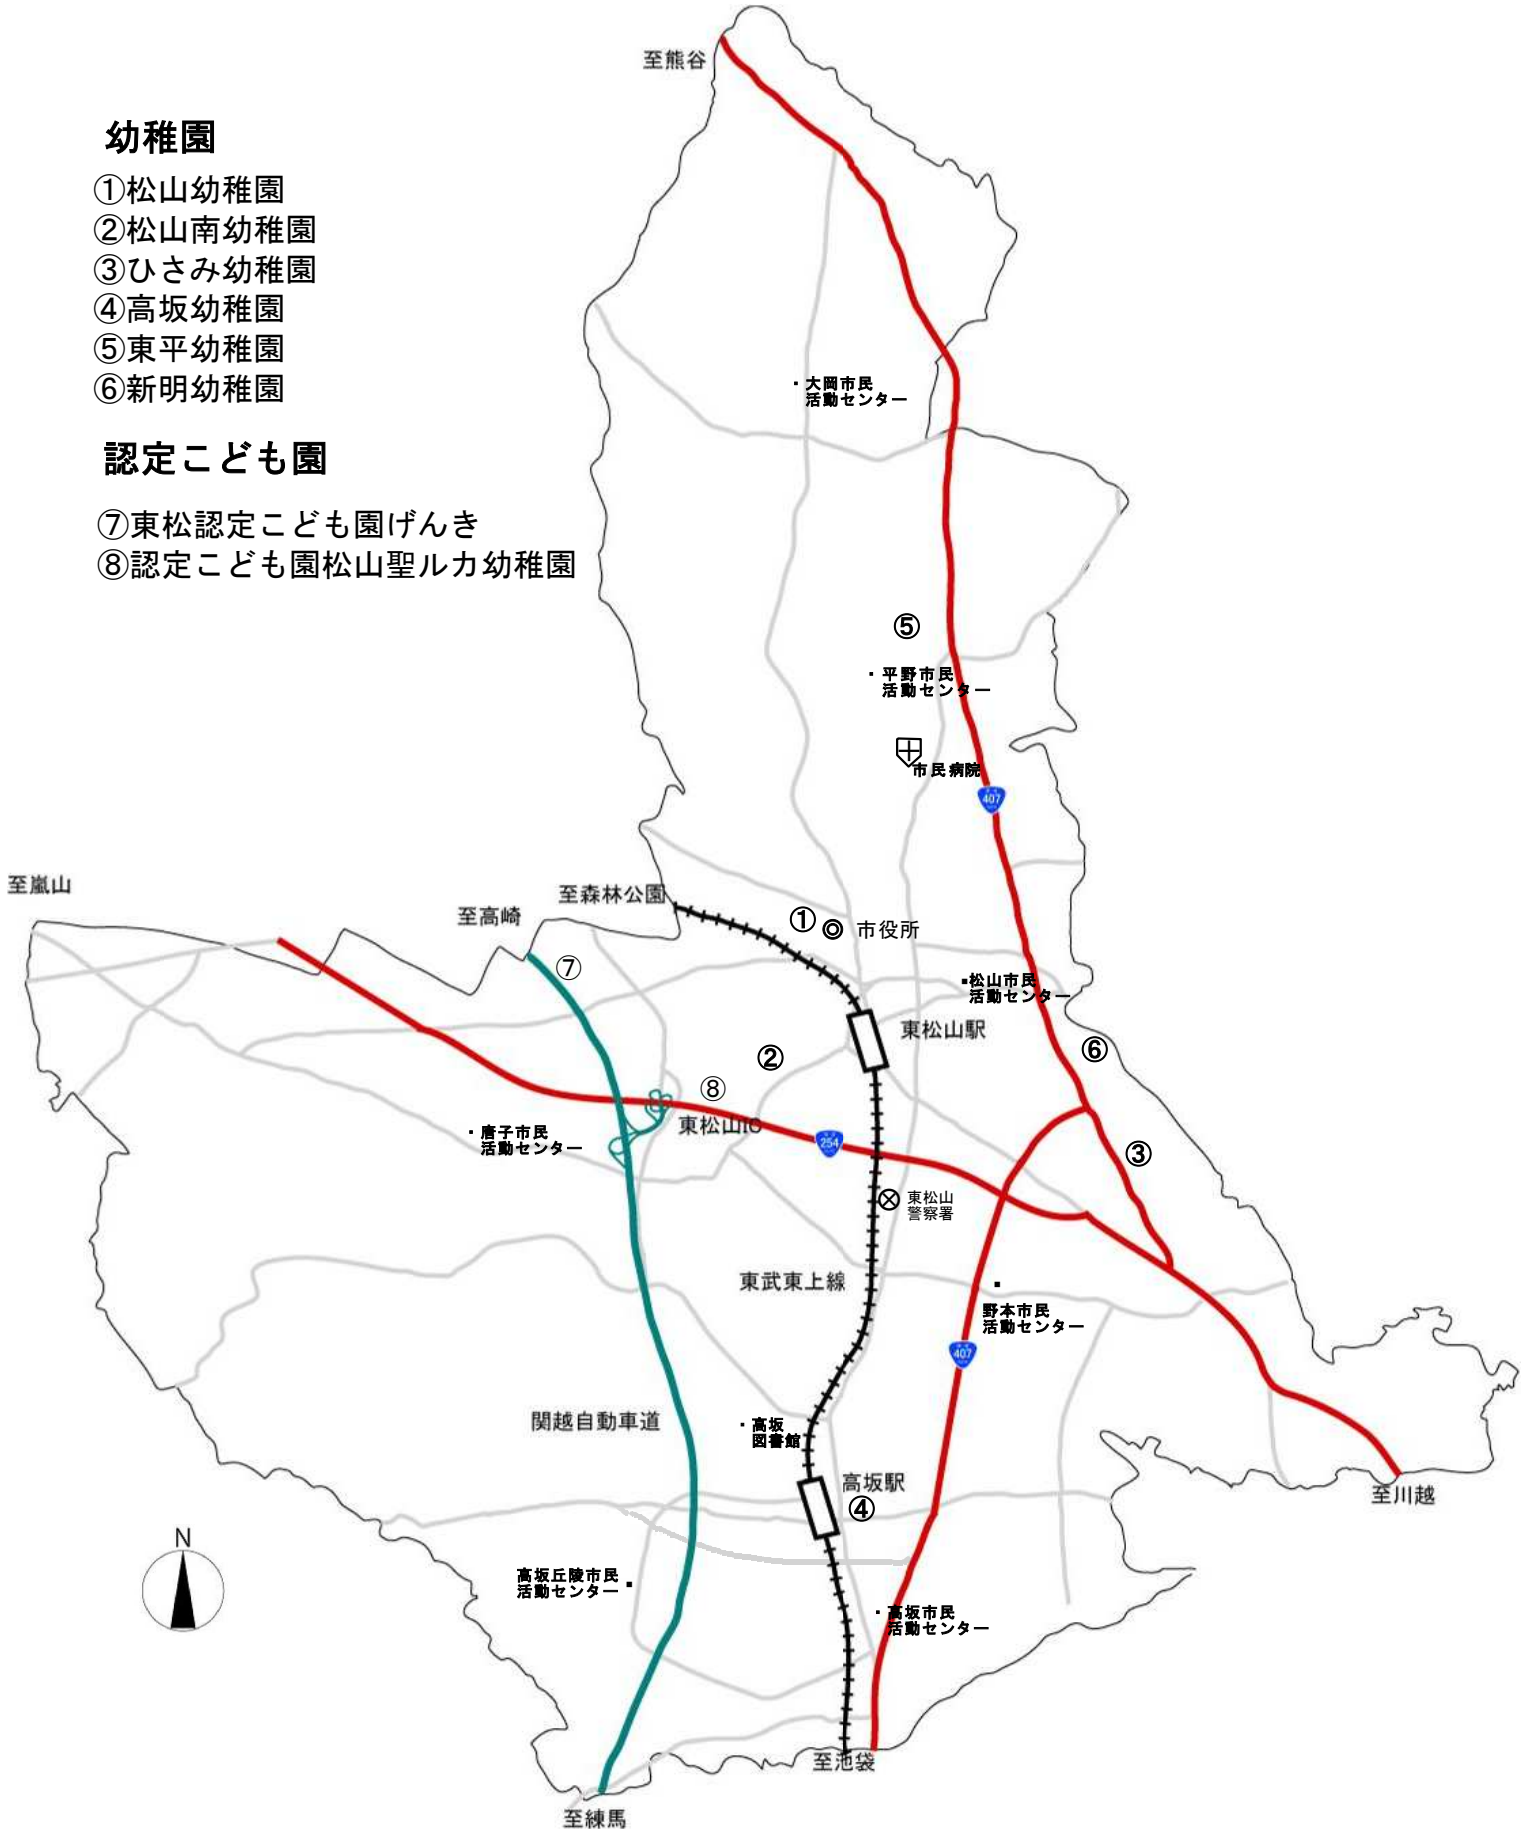 至熊谷
幼稚園
①松山幼稚園
②松山南幼稚園
③ひさみ幼稚園
④高坂幼稚園
⑤東平幼稚園
⑥新明幼稚園
認定こども園
⑦東松認定こども園げんき
⑧認定こども園松山聖ルカ幼稚園
大岡市民
活動センター
⑤
平野市民
活動センター
市民病院
407
至嵐山
至高崎
至森林公園
①
市役所
⑦
松山市民
活動センター
東松山駅
②
⑥
⑧
東松山IC
唐子市民
活動センター
254
③
東松山
警察署
東武東上線
野本市民
活動センター
407
関越自動車道
高坂
図書館
高坂駅
④
至川越
N
高坂丘陵市民
活動センター
高坂市民
活動センター
至池袋
至練馬